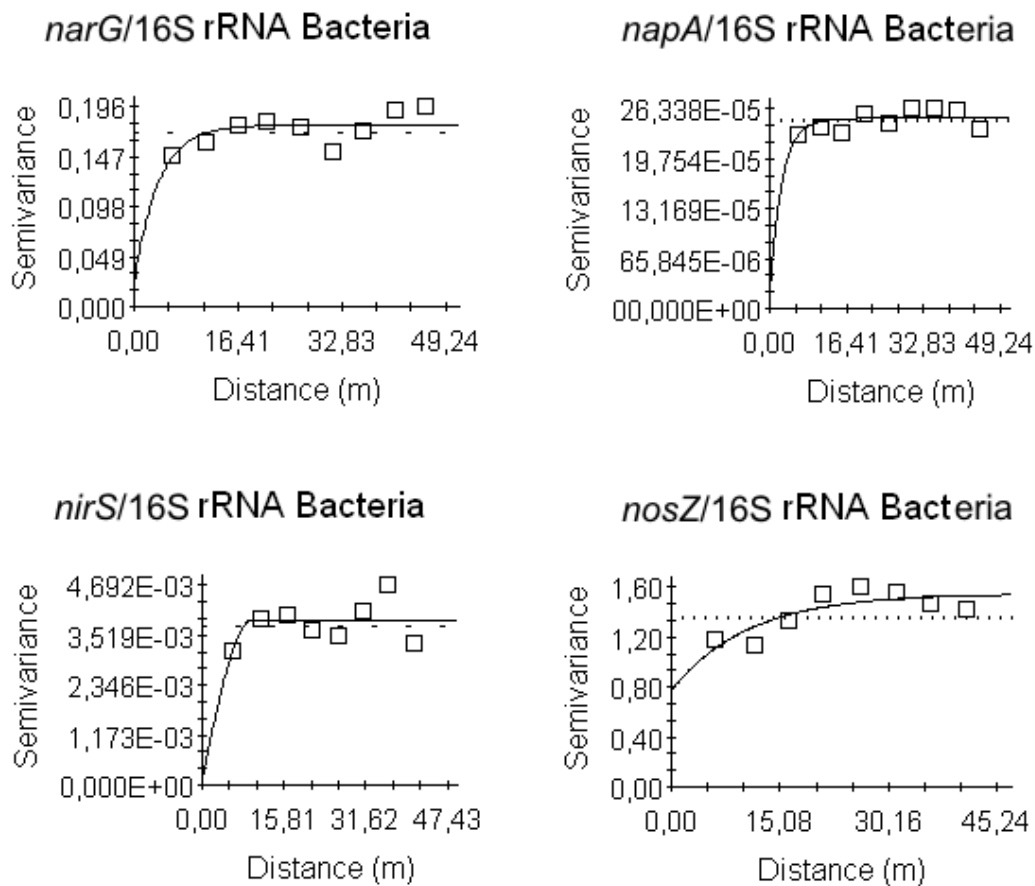 narG/16S rRNA Bacteria
Semivariance
0,196
0,147
0,098
0,049
0,000
0,00 16,41 32,83 49,24
Distance (m)
napA/16S rRNA Bacteria
Semivariance
26,338E-05
19,754E-05
13,169E-05
65,845E-06
00,000E+00
0,00 16,41 32,83 49,24
Distance (m)
nirS/16S rRNA Bacteria
Semivariance
4,692E-03
3,519E-03
2,346E-03
1,173E-03
0,000E+00
0,00 15,81 31,62 47,43
Distance (m)
nosZ/16S rRNA Bacteria
Semivariance
1,60
1,20
0,80
0,40
0,00
0,00 15,08 30,16 45,24
Distance (m)